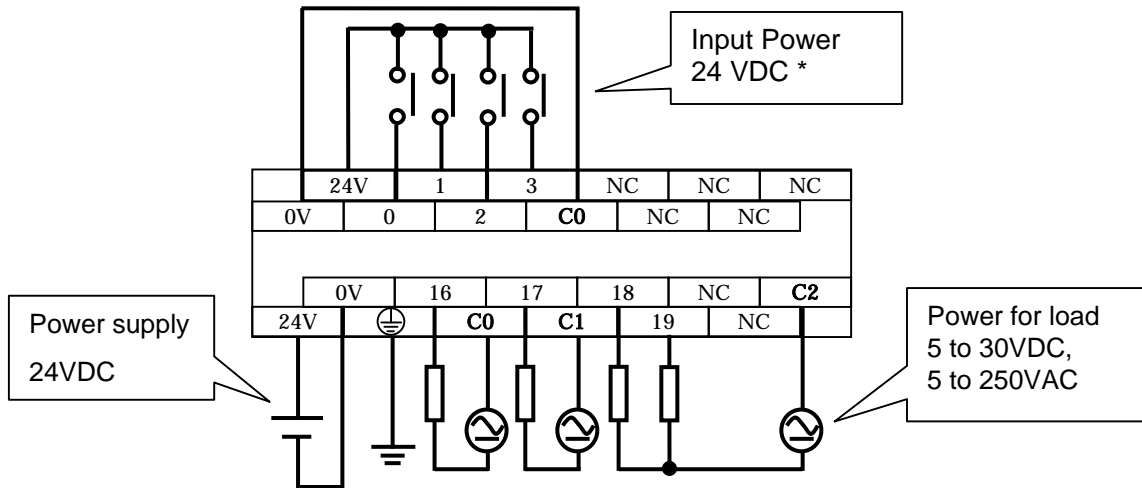 Input Power
24 VDC *
24V 1 3 NC NC NC
0V 0 2 C0 NC NC
0V 16 17 18 NC C2
24V C0 C1 19 NC
Power supply
24VDC
Power for load
5 to 30VDC,
5 to 250VAC